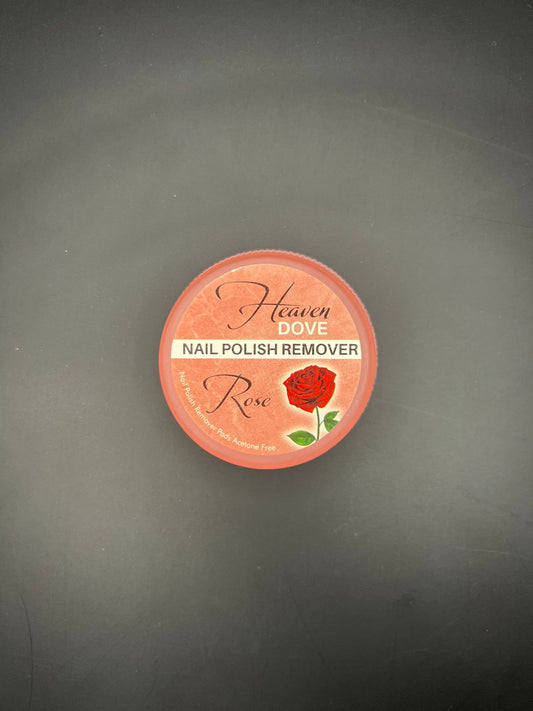 Heaven
DOVE
NAIL POLISH REMOVER
Rose
Nail Polish Remover Pads Acetone Free